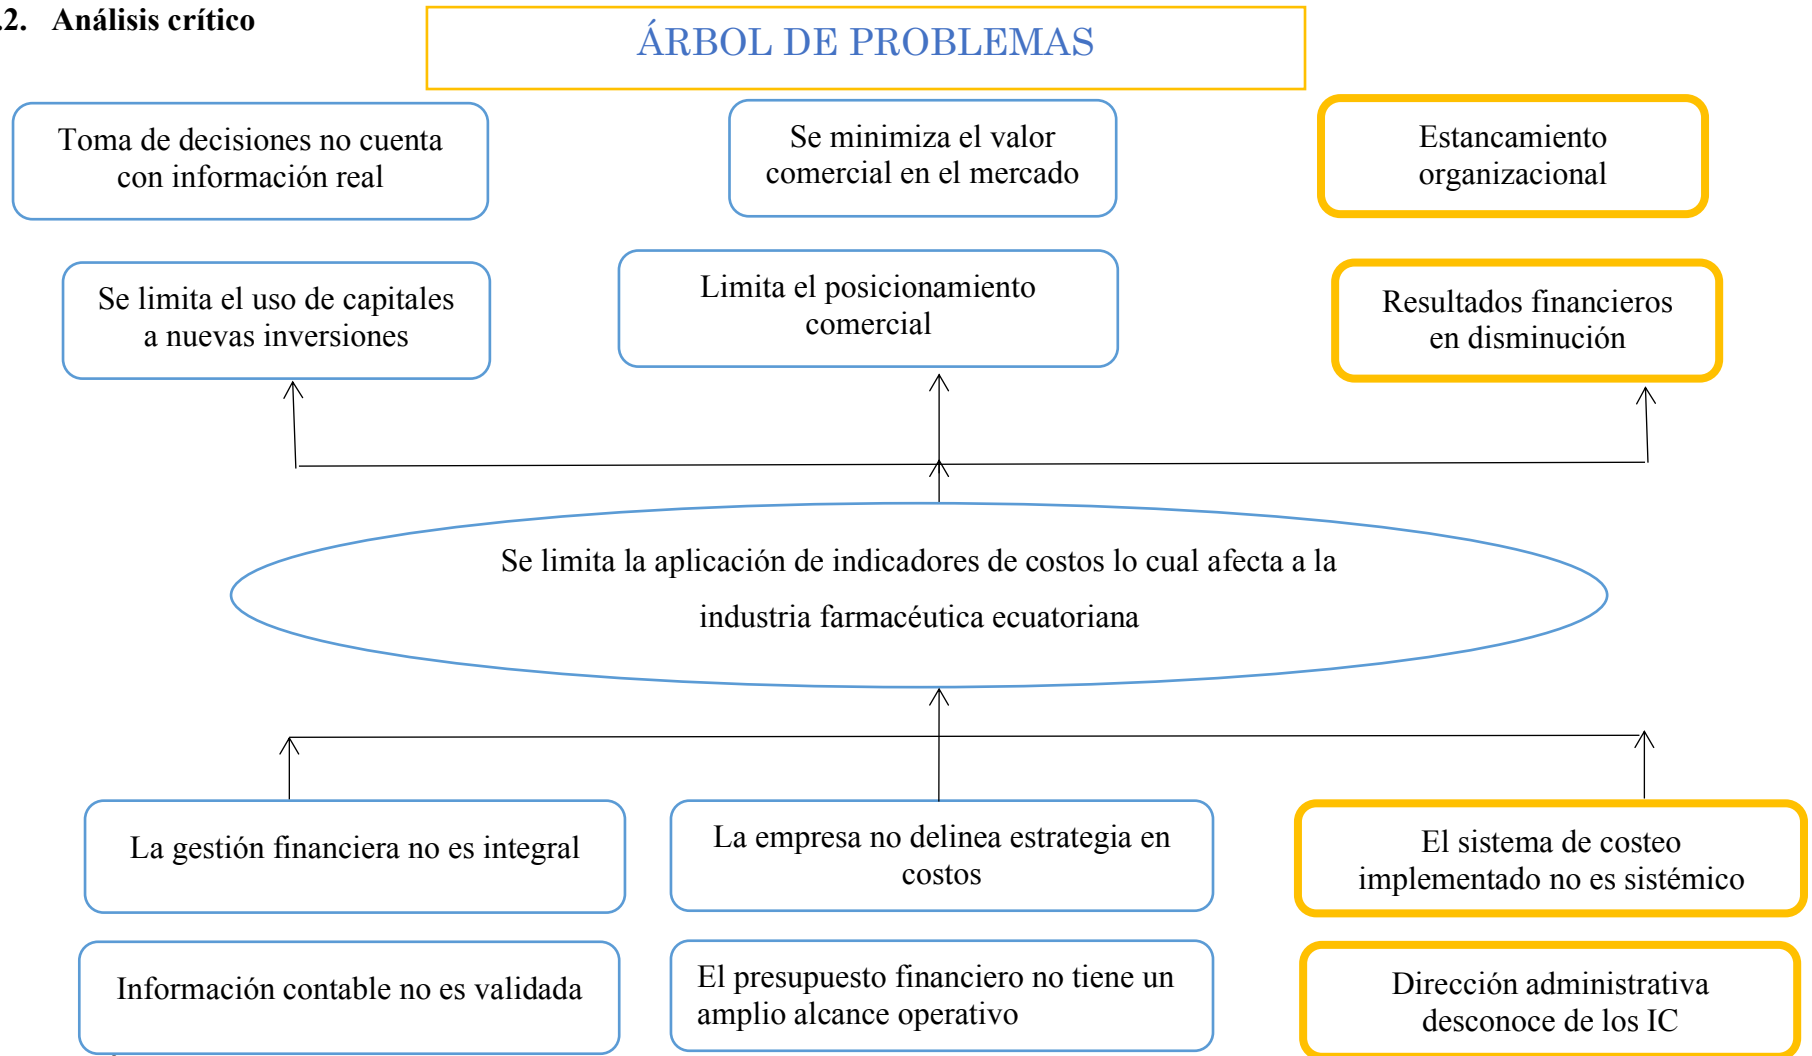 .2. Análisis crítico
ÁRBOL DE PROBLEMAS
Toma de decisiones no cuenta
con información real
Se minimiza el valor
comercial en el mercado
Estancamiento
organizacional
Se limita el uso de capitales
a nuevas inversiones
Limita el posicionamiento
comercial
Resultados financieros
en disminución
Se limita la aplicación de indicadores de costos lo cual afecta a la
industria farmacéutica ecuatoriana
La gestión financiera no es integral
La empresa no delinea estrategia en
costos
El sistema de costeo
implementado no es sistémico
Información contable no es validada
El presupuesto financiero no tiene un
amplio alcance operativo
Dirección administrativa
desconoce de los IC